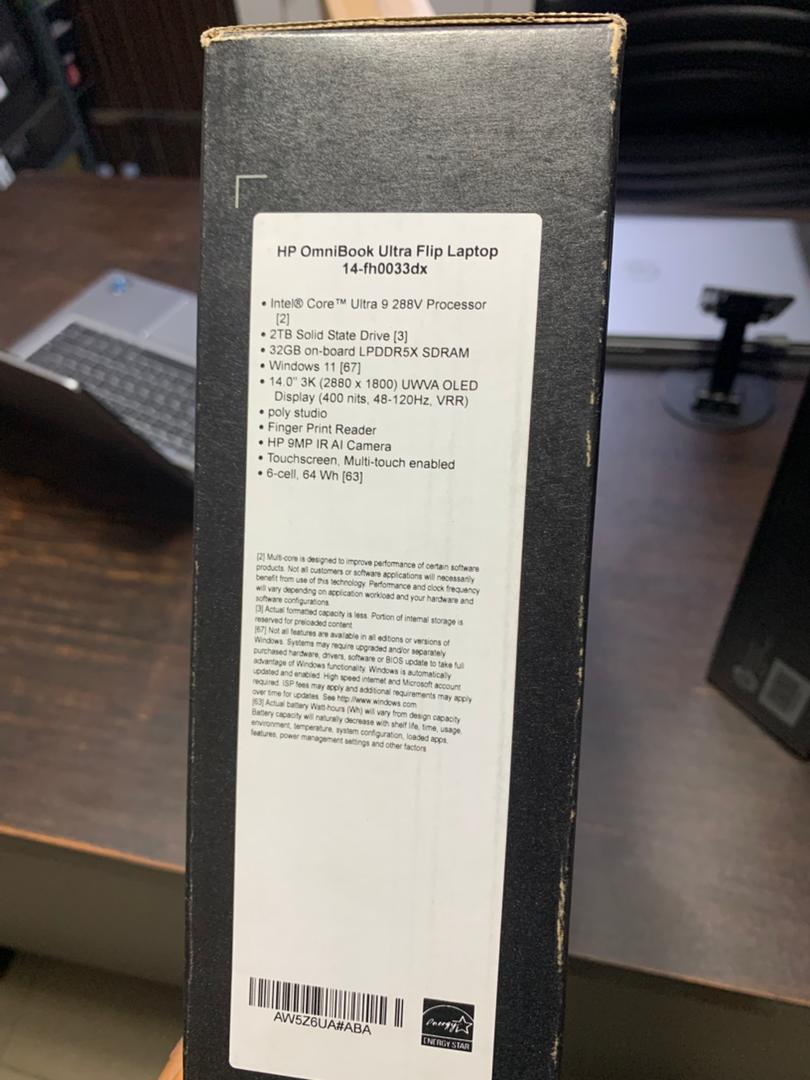 HP OmniBook Ultra Flip Laptop
14-fh0033dx
• Intel® Core™ Ultra 9 288V Processor
[2]
• 2TB Solid State Drive [3]
• 32GB on-board LPDDR5X SDRAM
• Windows 11 [67]
• 14.0" 3K (2880 x 1800) UWVA OLED
Display (400 nits, 48-120Hz, VRR)
• poly studio
• Finger Print Reader
• HP 9MP IR AI Camera
• Touchscreen, Multi-touch enabled
• 6-cell, 64 Wh [63]
[2] Multi-core is designed to improve performance of certain software
products. Not all customers or software applications will necessarily
benefit from use of this technology. Performance and clock frequency
will vary depending on application workload and your hardware and
software configurations.
[3] Actual formatted capacity is less. Portion of internal storage is
reserved for preloaded content.
[67] Not all features are available in all editions or versions of
Windows. Systems may require upgraded and/or separately
purchased hardware, drivers, software or BIOS update to take full
advantage of Windows functionality. Windows is automatically
updated and enabled. High speed internet and Microsoft account
required. ISP fees may apply and additional requirements may apply
over time for updates. See http://www.windows.com
[63] Actual battery Watt-hours (Wh) will vary from design capacity.
Battery capacity will naturally decrease with shelf life, time, usage,
environment, temperature, system configuration, loaded apps,
features, power management settings and other factors.
AW5Z6UA#ABA
energy
ENERGY STAR